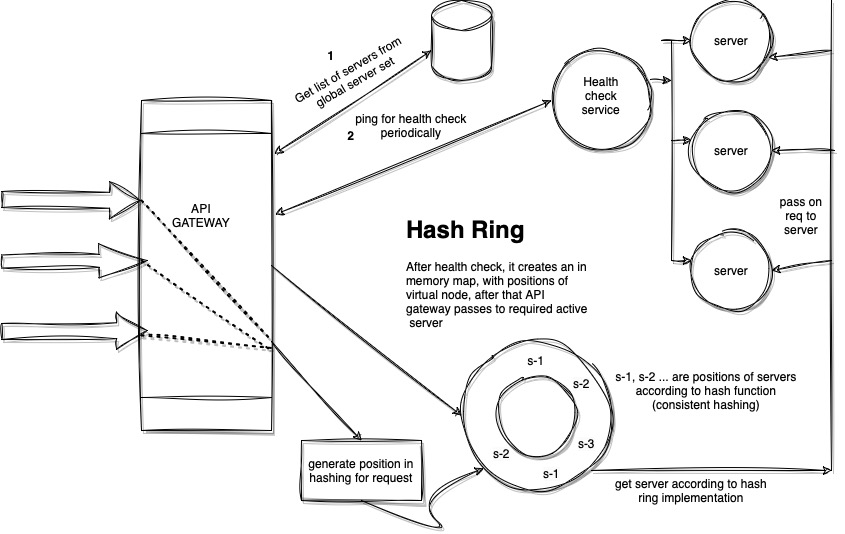 1
Get list of servers from
global server set
ping for health check
2 periodically
Health
check
service
server
server
server
pass on
req to
server
API
GATEWAY
Hash Ring
After health check, it creates an in
memory map, with positions of
virtual node, after that API
gateway passes to required active
server
s-1
s-2
s-3
s-1
s-2
s-1, s-2 ... are positions of servers
according to hash function
(consistent hashing)
generate position in
hashing for request
get server according to hash
ring implementation